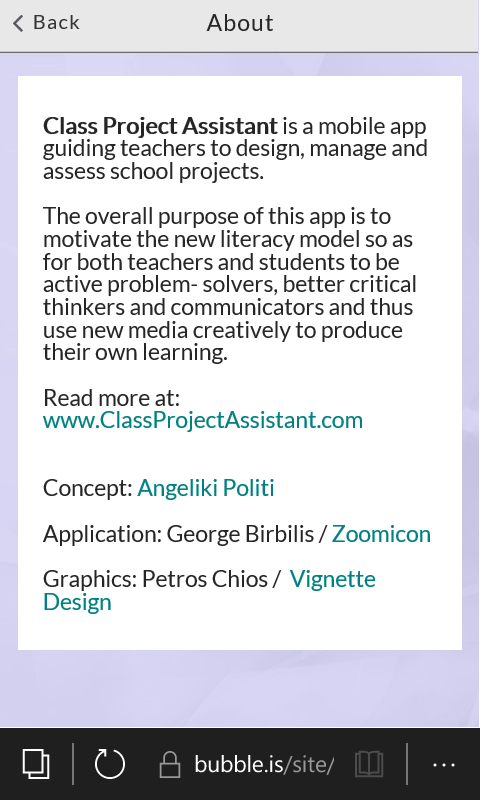 Back
About
Class Project Assistant is a mobile app
guiding teachers to design, manage and
assess school projects.
The overall purpose of this app is to
motivate the new literacy model so as
for both teachers and students to be
active problem- solvers, better critical
thinkers and communicators and thus
use new media creatively to produce
their own learning.
Read more at:
www.ClassProjectAssistant.com
Concept: Angeliki Politi
Application: George Birbilis / Zoomicon
Graphics: Petros Chios / Vignette
Design
bubble.is/site/